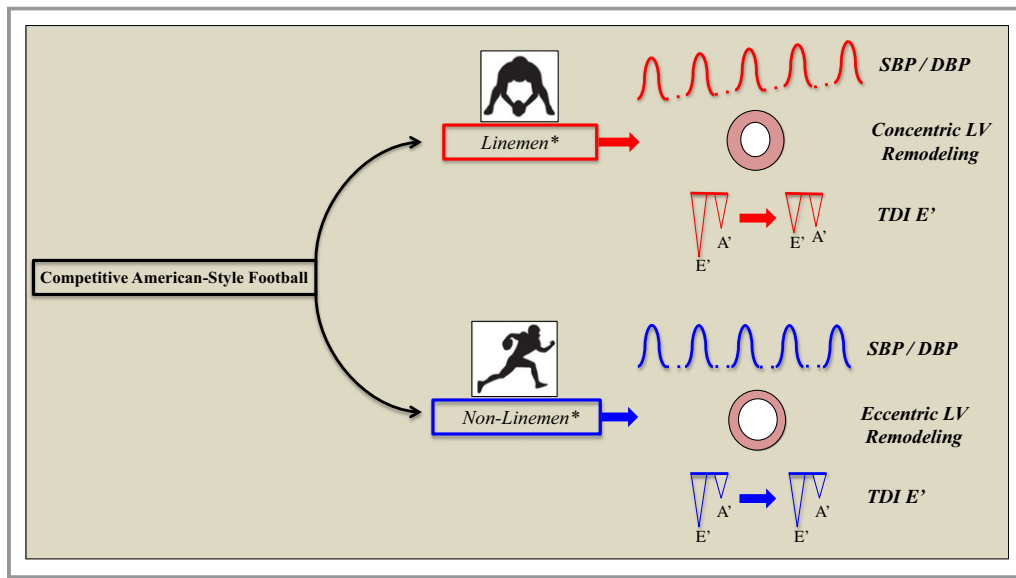 SBP / DBP
Linemen*
Concentric LV
Remodeling
TDI E’
A’
E’
E’
A’
Competitive American-Style Football
SBP / DBP
Non-Linemen*
Eccentric LV
Remodeling
TDI E’
A’
E’
A’
E’